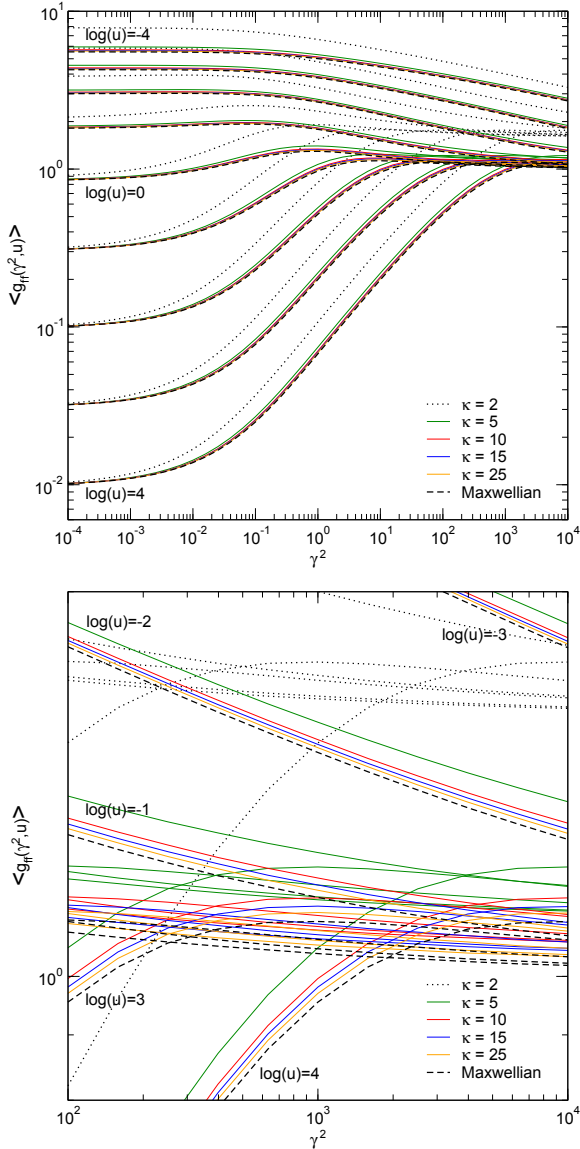 log(u)=-4
log(u)=0
log(u)=4
10¹
10⁰
10⁻¹
10⁻²
<g_ff(γ²,u)>
κ = 2
κ = 5
κ = 10
κ = 15
κ = 25
Maxwellian
10⁻⁴ 10⁻³ 10⁻² 10⁻¹ 10⁰ 10¹ 10² 10³ 10⁴
γ²
log(u)=-2
log(u)=-3
log(u)=-1
<g_ff(γ²,u)>
10⁰
log(u)=3
log(u)=4
κ = 2
κ = 5
κ = 10
κ = 15
κ = 25
Maxwellian
10² 10³ 10⁴
γ²